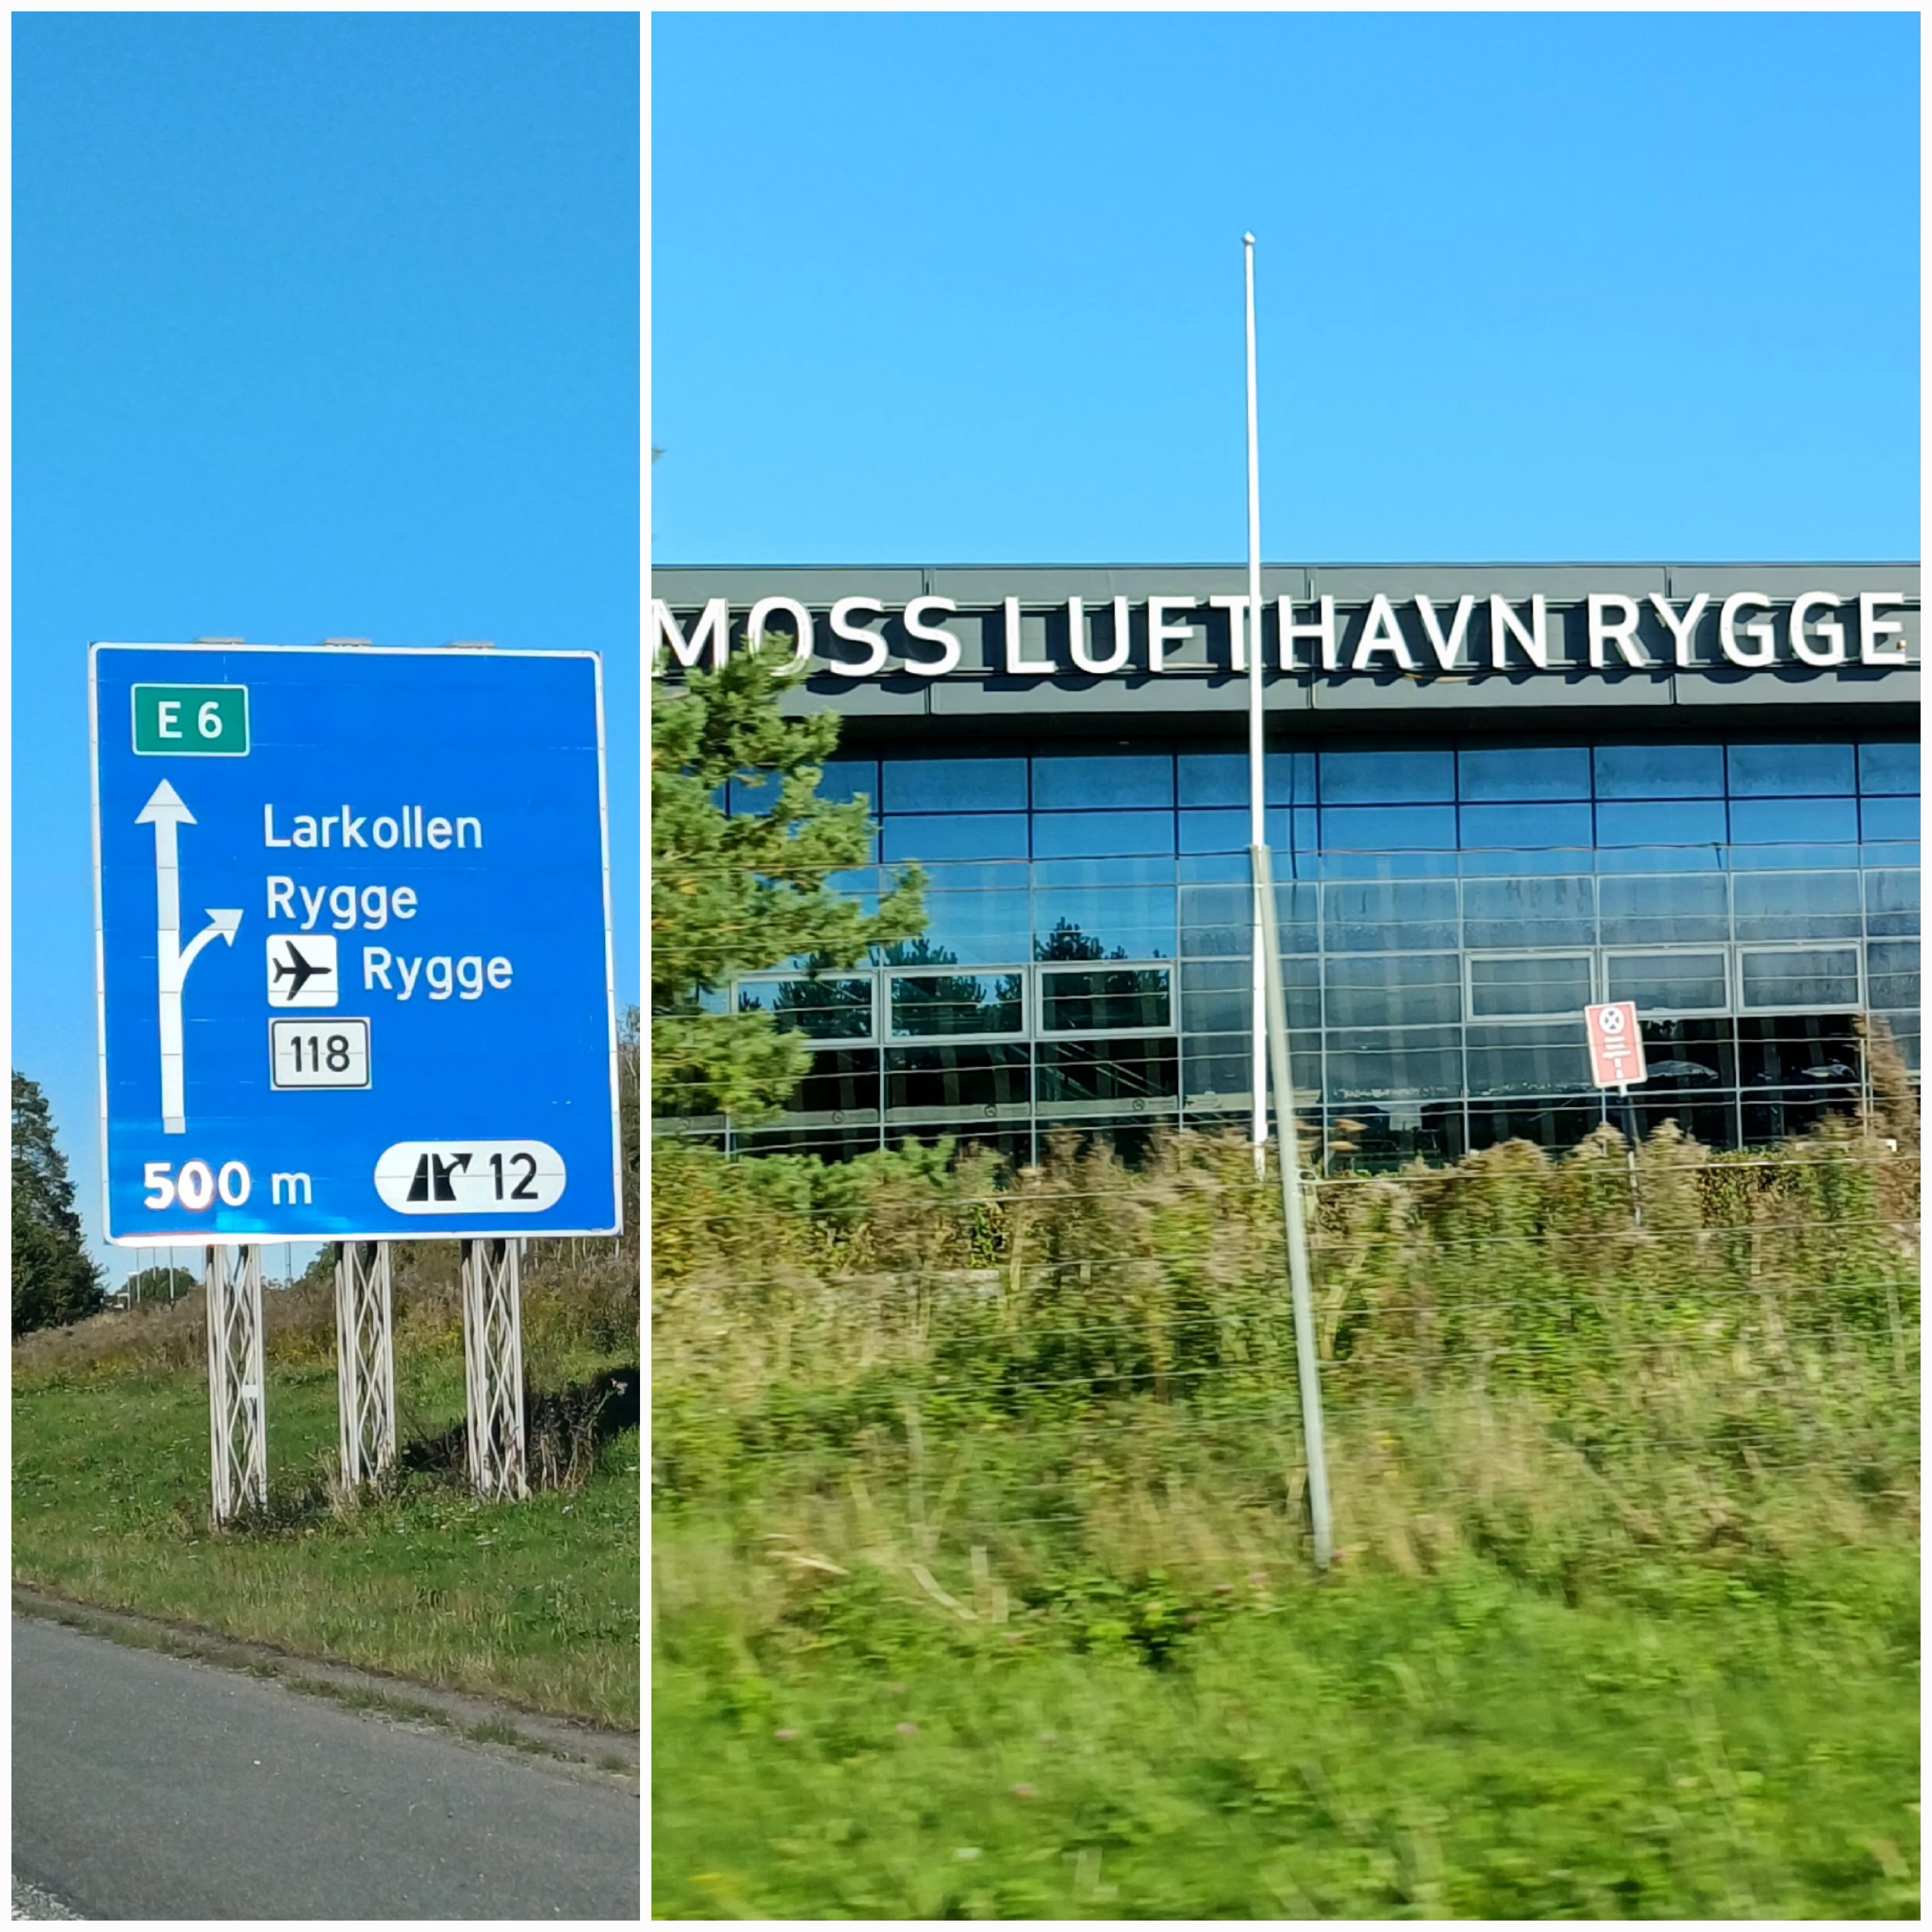 E 6
Larkollen
Rygge
Rygge
118
500 m
12
MOSS LUFTHAVN RYGGE